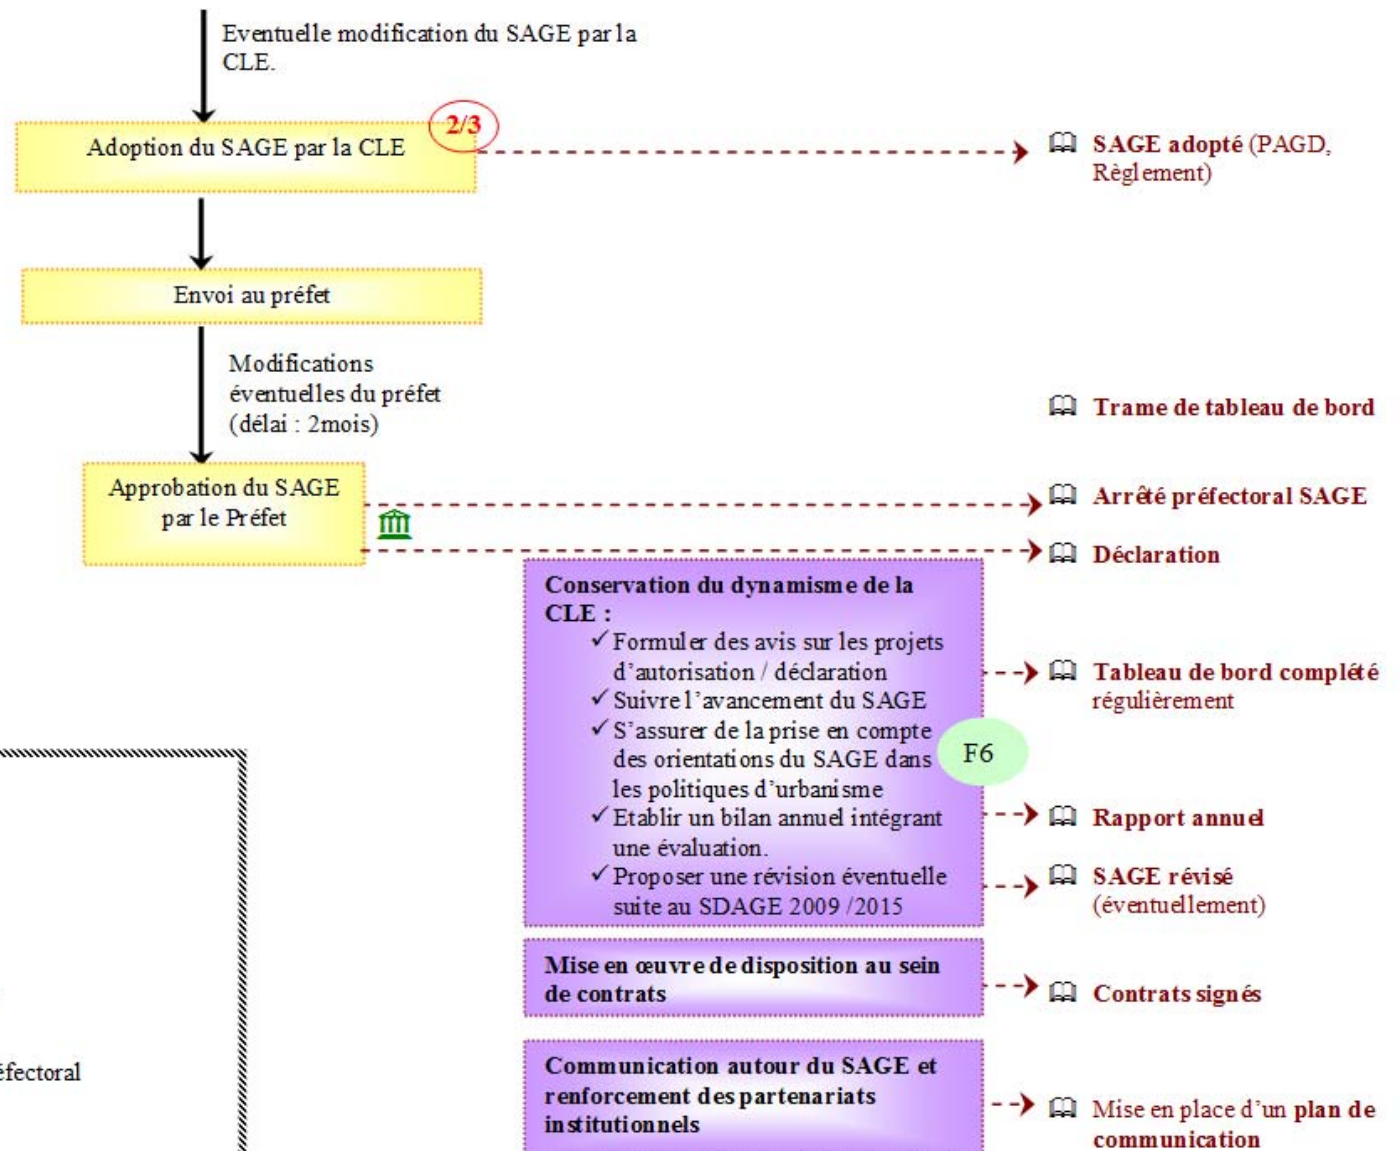 Eventuelle modification du SAGE par la
CLE.
Adoption du SAGE par la CLE
2/3
SAGE adopté (PAGD,
Règlement)
Envoi au préfet
Modifications
éventuelles du préfet
(délai : 2mois)
Trame de tableau de bord
Approbation du SAGE
par le Préfet
Arrêté préfectoral SAGE
Déclaration
Conservation du dynamisme de la
CLE :
✓ Formuler des avis sur les projets
d’autorisation / déclaration
✓ Suivre l’avancement du SAGE
✓ S’assurer de la prise en compte
des orientations du SAGE dans
les politiques d’urbanisme
✓ Etablir un bilan annuel intégrant
une évaluation.
✓ Proposer une révision éventuelle
suite au SDAGE 2009 /2015
F6
Tableau de bord complété
régulièrement
Rapport annuel
SAGE révisé
(éventuellement)
Mise en œuvre de disposition au sein
de contrats
Contrats signés
éfectoral
Communication autour du SAGE et
renforcement des partenariats
institutionnels
Mise en place d’un plan de
communication